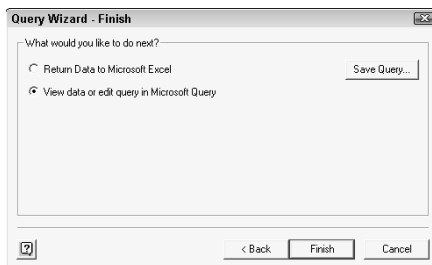 Query Wizard - Finish
What would you like to do next?
Return Data to Microsoft Excel
Save Query...
View data or edit query in Microsoft Query
< Back
Finish
Cancel